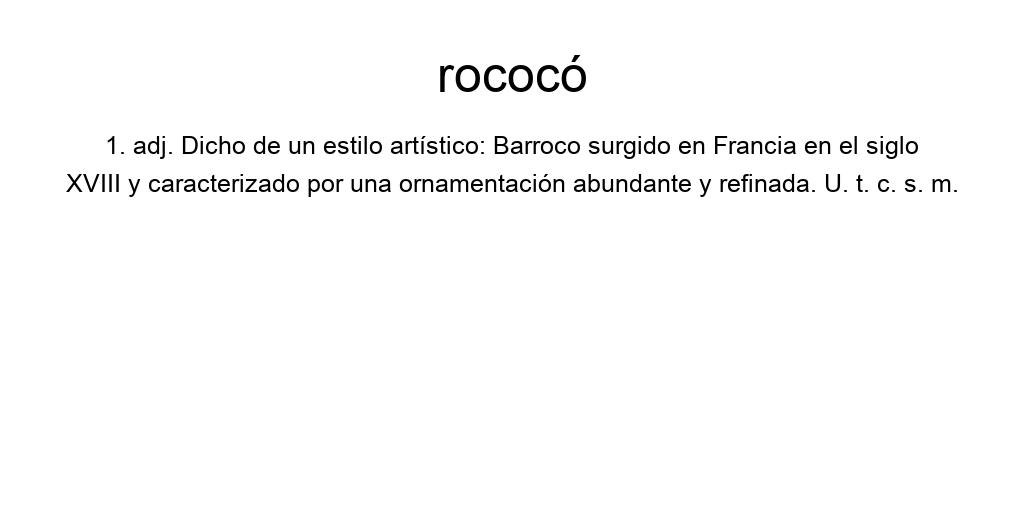 rococó
1. adj. Dicho de un estilo artístico: Barroco surgido en Francia en el siglo
XVIII y caracterizado por una ornamentación abundante y refinada. U. t. c. s. m.